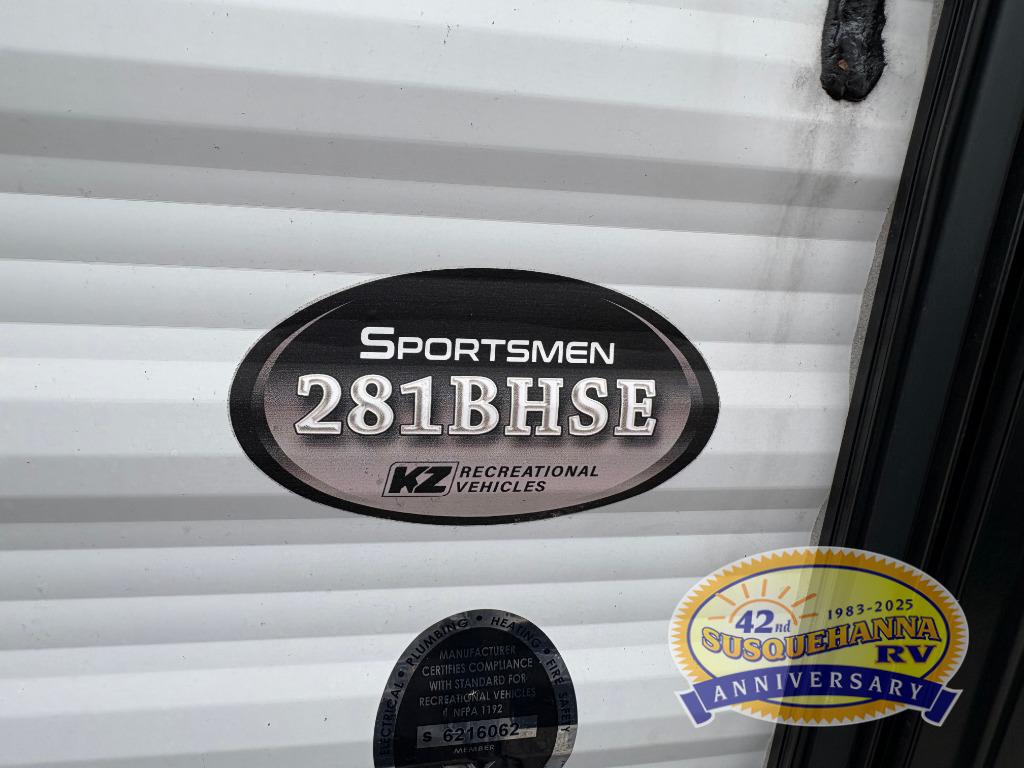 SPORTSMEN
281BHSE
KZ RECREATIONAL
VEHICLES
ELECTRICAL • PLUMBING • HEATING • FIRE SAFETY
MANUFACTURER
CERTIFIES COMPLIANCE
WITH STANDARD FOR
RECREATIONAL VEHICLES
NFPA 1192
S 6216062
MEMBER
42nd 1983-2025
SUSQUEHANNA
RV
ANNIVERSARY